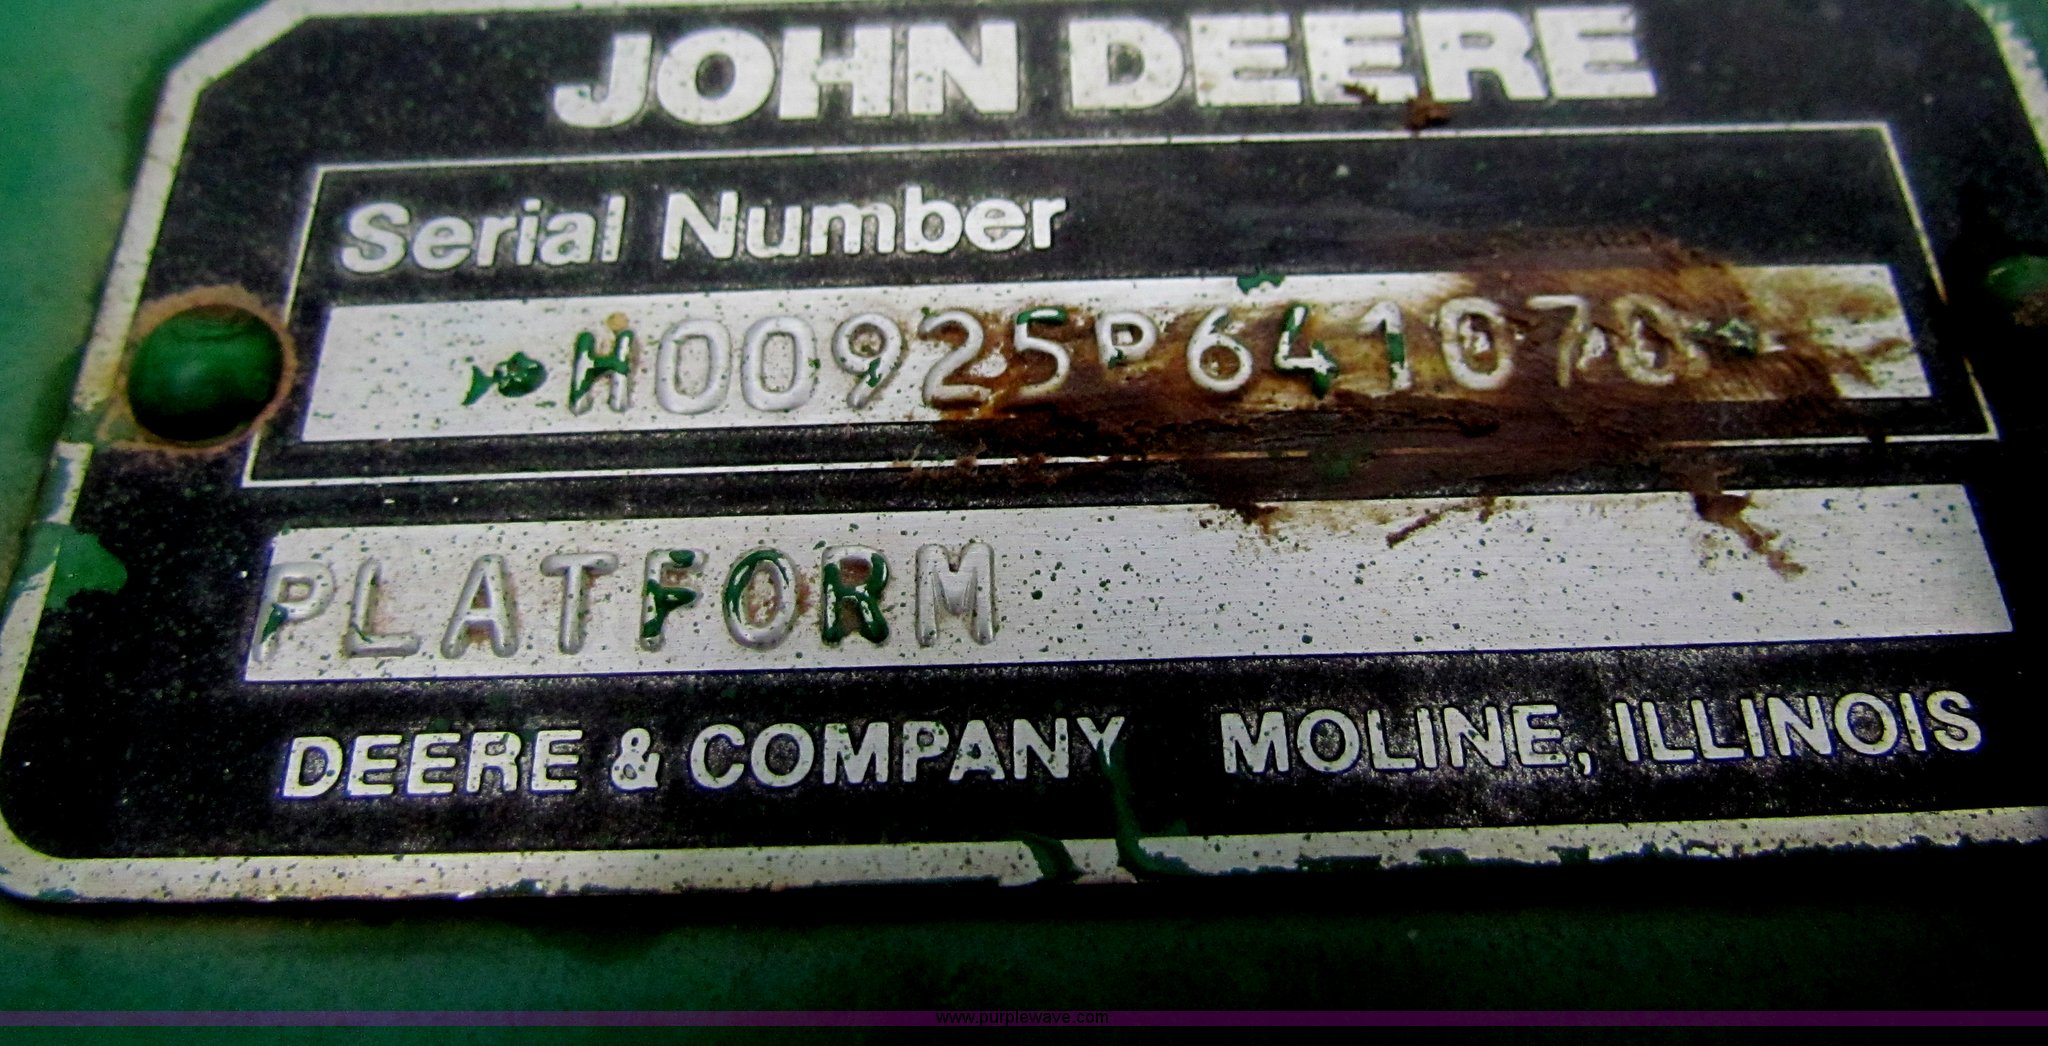 JOHN DEERE
Serial Number
H00925P641070
PLATFORM
DEERE & COMPANY MOLINE, ILLINOIS
www.purplewave.com